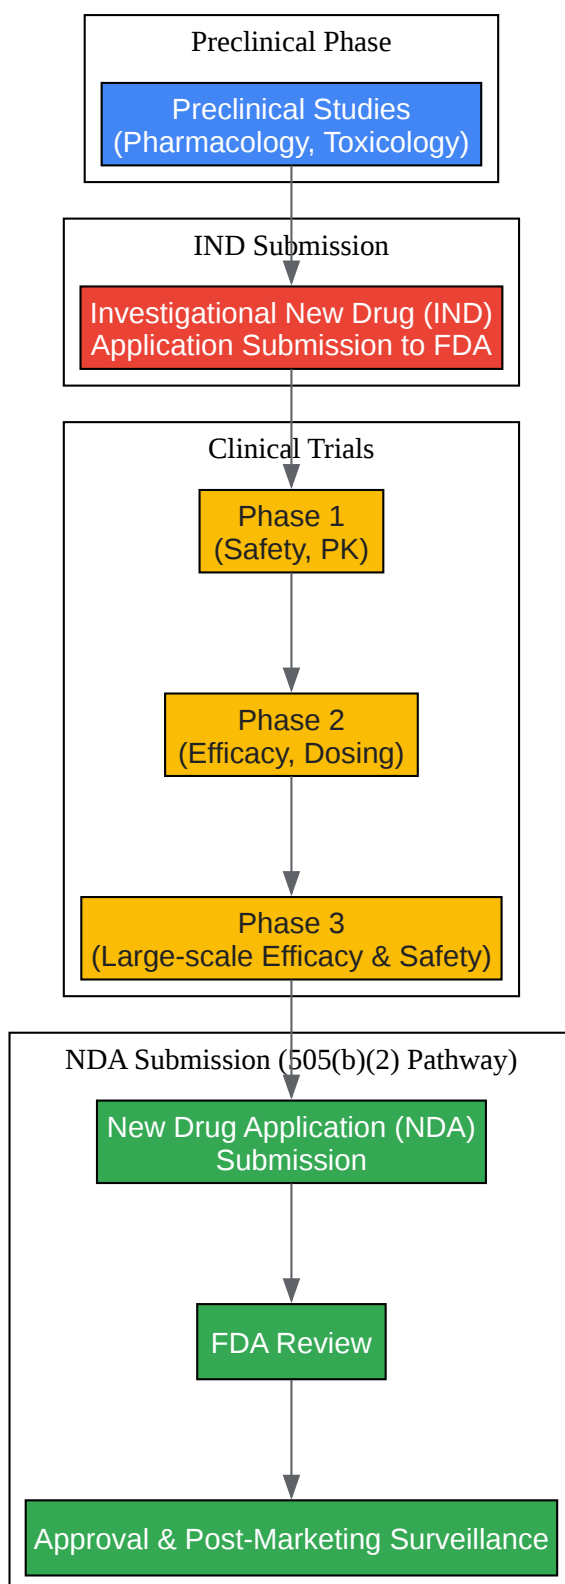 Preclinical Phase
Preclinical Studies
(Pharmacology, Toxicology)
IND Submission
Investigational New Drug (IND)
Application Submission to FDA
Clinical Trials
Phase 1
(Safety, PK)
Phase 2
(Efficacy, Dosing)
Phase 3
(Large-scale Efficacy & Safety)
NDA Submission (505(b)(2) Pathway)
New Drug Application (NDA)
Submission
FDA Review
Approval & Post-Marketing Surveillance